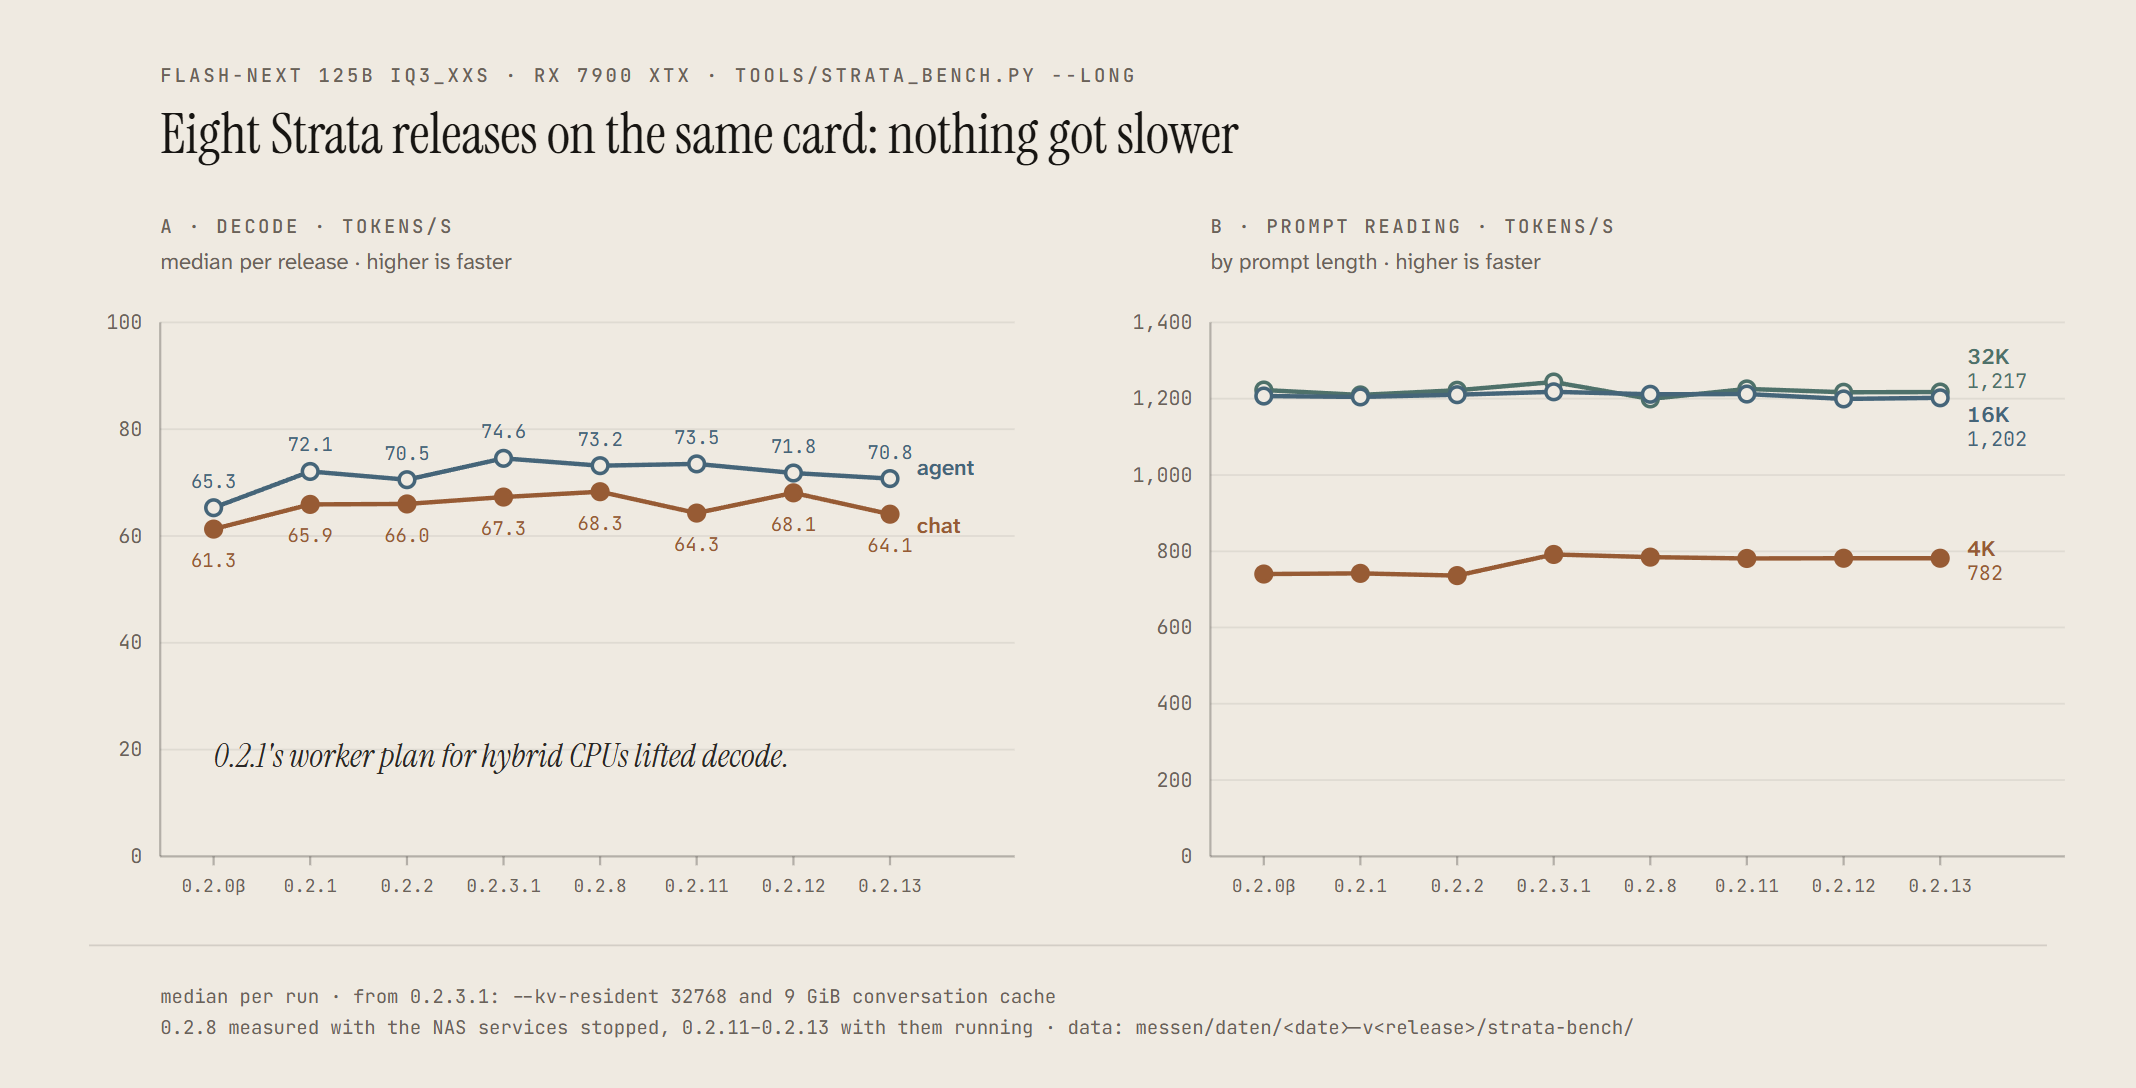 FLASH-NEXT 125B IQ3_XXS · RX 7900 XTX · TOOLS/STRATA_BENCH.PY --LONG
Eight Strata releases on the same card: nothing got slower
A · DECODE · TOKENS/S
median per release · higher is faster
100
80
60
40
20
0
65.3
72.1
70.5
74.6
73.2
73.5
71.8
70.8
agent
61.3
65.9
66.0
67.3
68.3
64.3
68.1
64.1
chat
0.2.1's worker plan for hybrid CPUs lifted decode.
0.2.0β
0.2.1
0.2.2
0.2.3.1
0.2.8
0.2.11
0.2.12
0.2.13
B · PROMPT READING · TOKENS/S
by prompt length · higher is faster
1,400
1,200
1,000
800
600
400
200
0
32K
1,217
16K
1,202
4K
782
0.2.0β
0.2.1
0.2.2
0.2.3.1
0.2.8
0.2.11
0.2.12
0.2.13
median per run · from 0.2.3.1: --kv-resident 32768 and 9 GiB conversation cache
0.2.8 measured with the NAS services stopped, 0.2.11–0.2.13 with them running · data: messen/daten/<date>-v<release>/strata-bench/